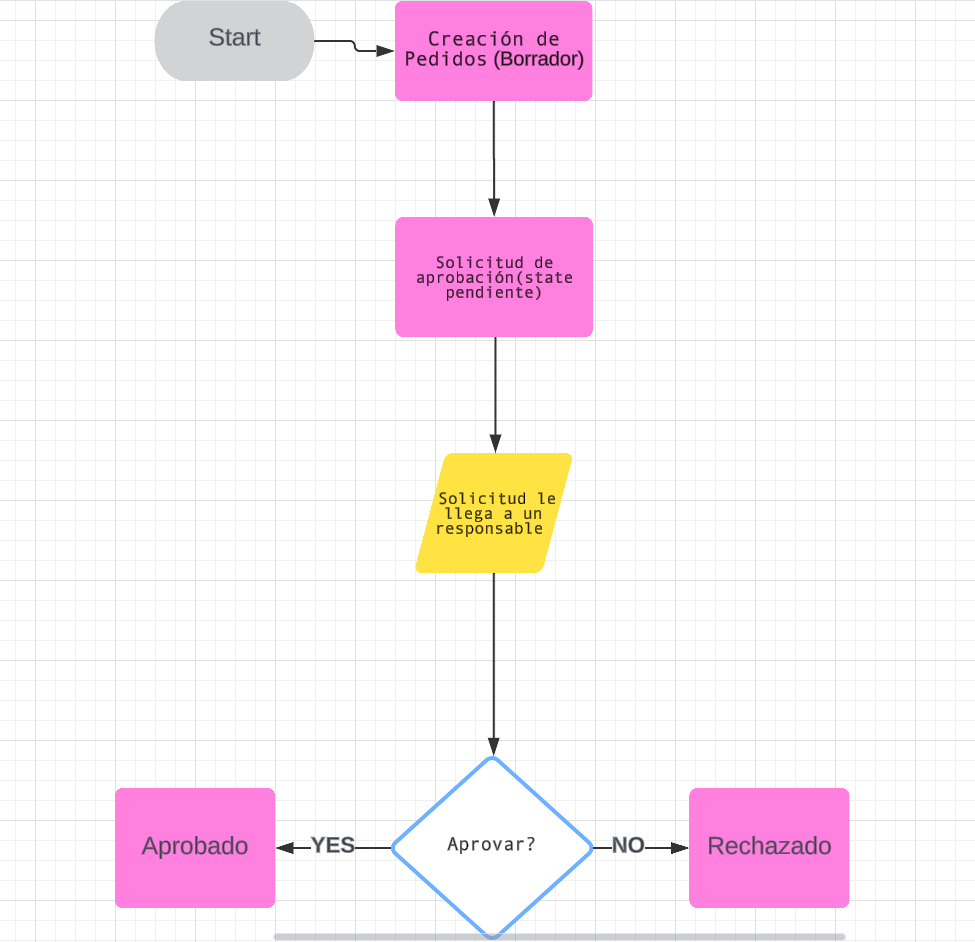 Start
Creación de
Pedidos (Borrador)
Solicitud de
aprobación(state
pendiente)
Solicitud le
llega a un
responsable
Aprovar?
YES
NO
Aprobado
Rechazado